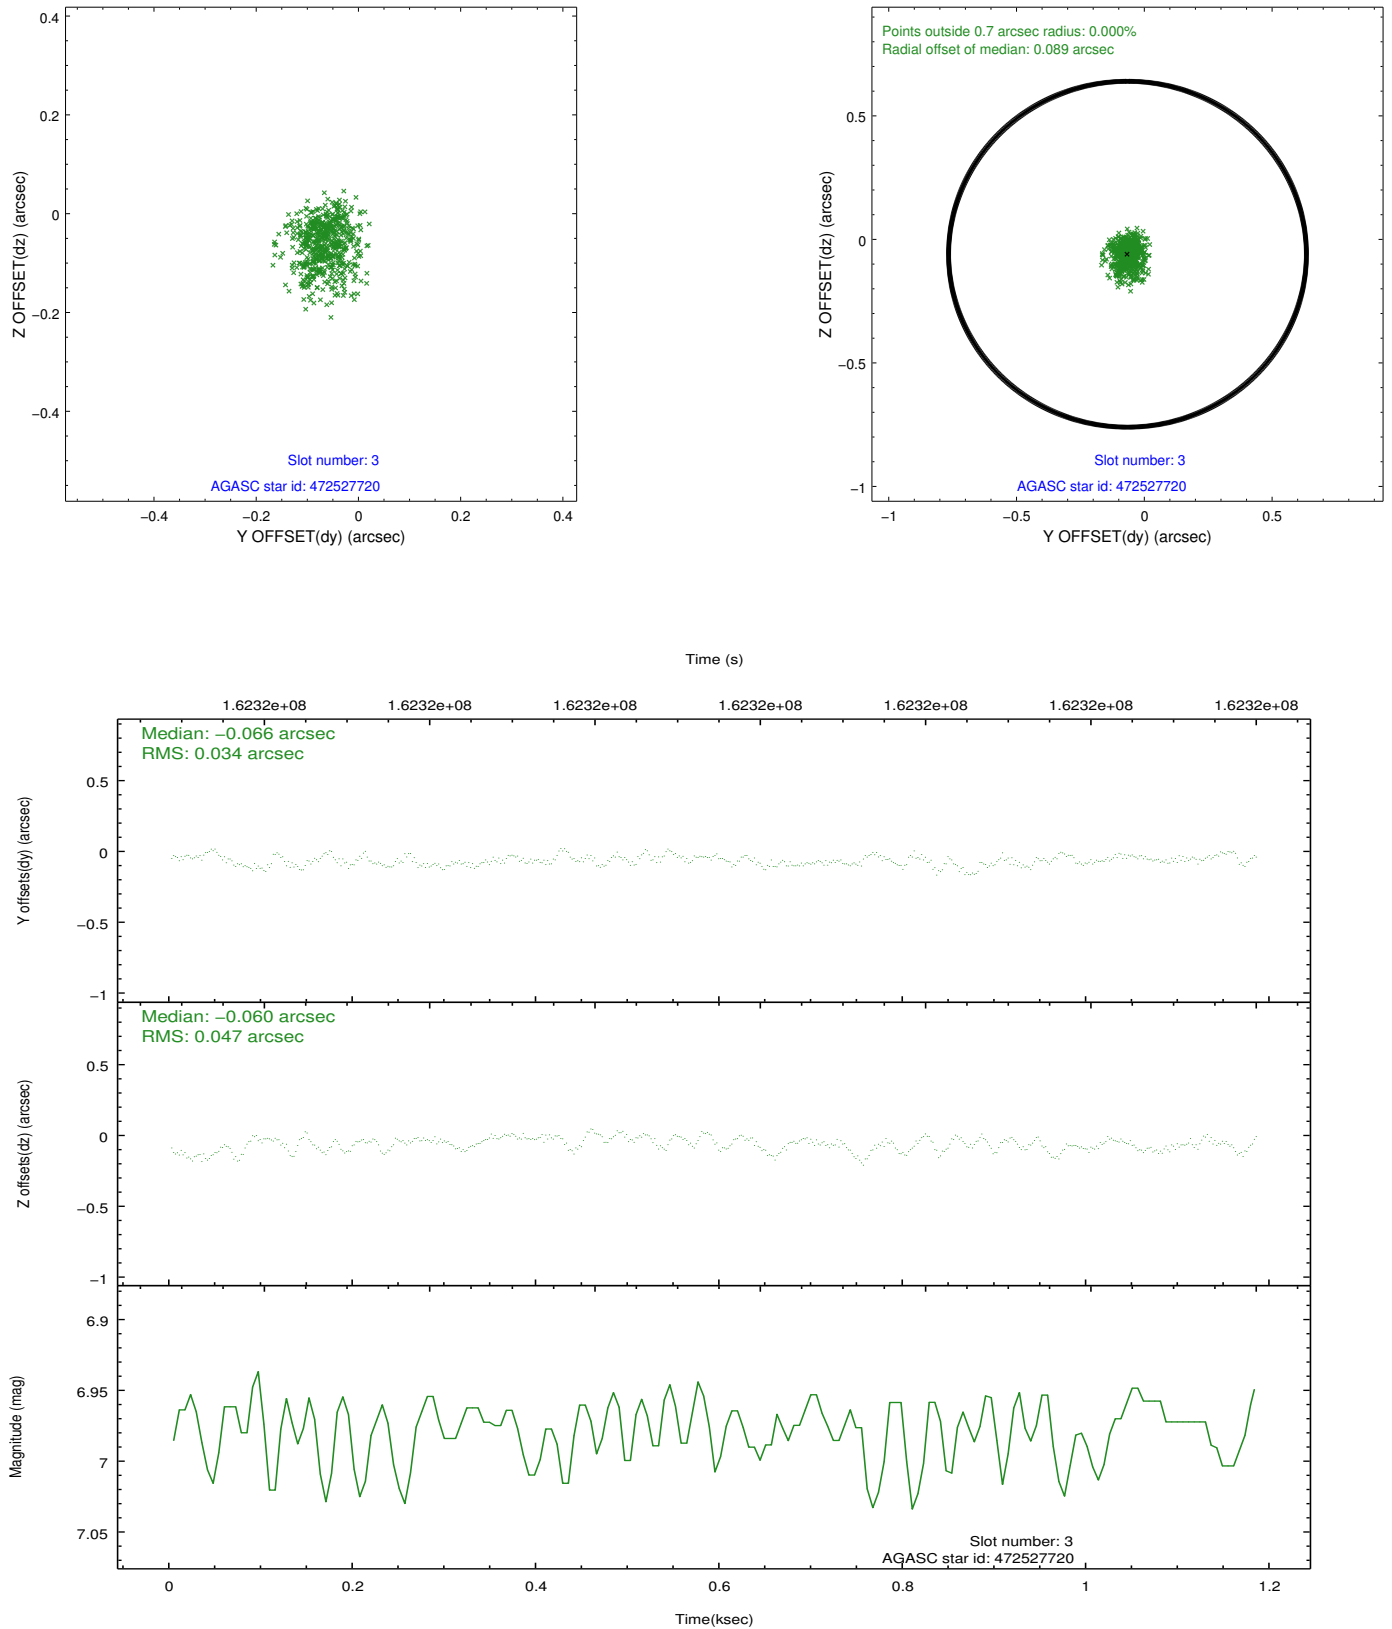 0.4
0.2
0
−0.2
−0.4
Z OFFSET(dz) (arcsec)
Slot number: 3
AGASC star id: 472527720
−0.4 −0.2 0 0.2 0.4
Y OFFSET(dy) (arcsec)
Points outside 0.7 arcsec radius: 0.000%
Radial offset of median: 0.089 arcsec
0.5
0
−0.5
−1
Z OFFSET(dz) (arcsec)
Slot number: 3
AGASC star id: 472527720
−1 −0.5 0 0.5
Y OFFSET(dy) (arcsec)
Time (s)
1.6232e+08 1.6232e+08 1.6232e+08 1.6232e+08 1.6232e+08 1.6232e+08 1.6232e+08
Median: −0.066 arcsec
RMS: 0.034 arcsec
0.5
0
−0.5
−1
Y offsets(dy) (arcsec)
Median: −0.060 arcsec
RMS: 0.047 arcsec
0.5
0
−0.5
−1
Z offsets(dz) (arcsec)
6.9
6.95
7
7.05
Magnitude (mag)
Slot number: 3
AGASC star id: 472527720
0 0.2 0.4 0.6 0.8 1 1.2
Time(ksec)